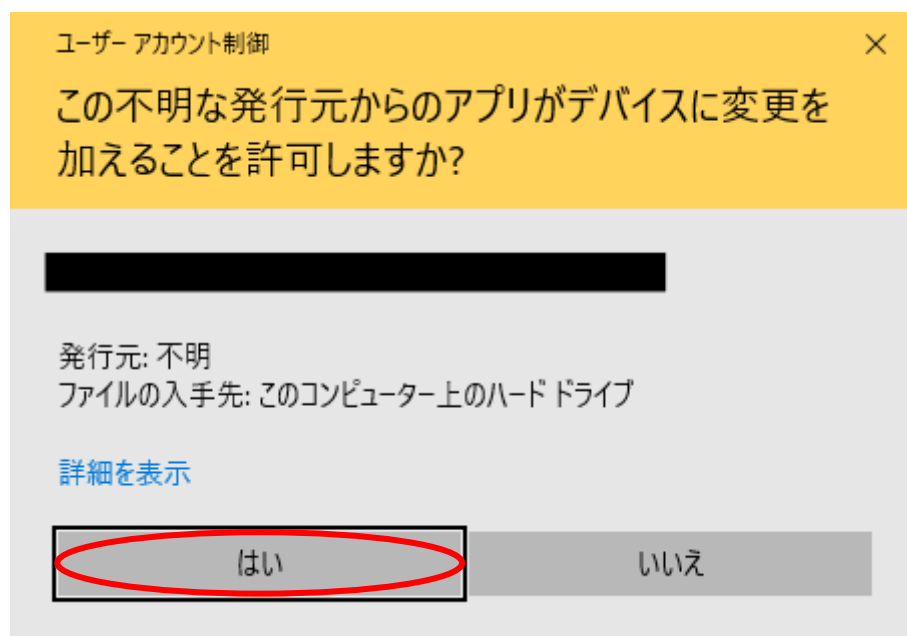 ユーザー アカウント制御
この不明な発行元からのアプリがデバイスに変更を
加えることを許可しますか?
発行元: 不明
ファイルの入手先: このコンピューター上のハード ドライブ
詳細を表示
はい
いいえ